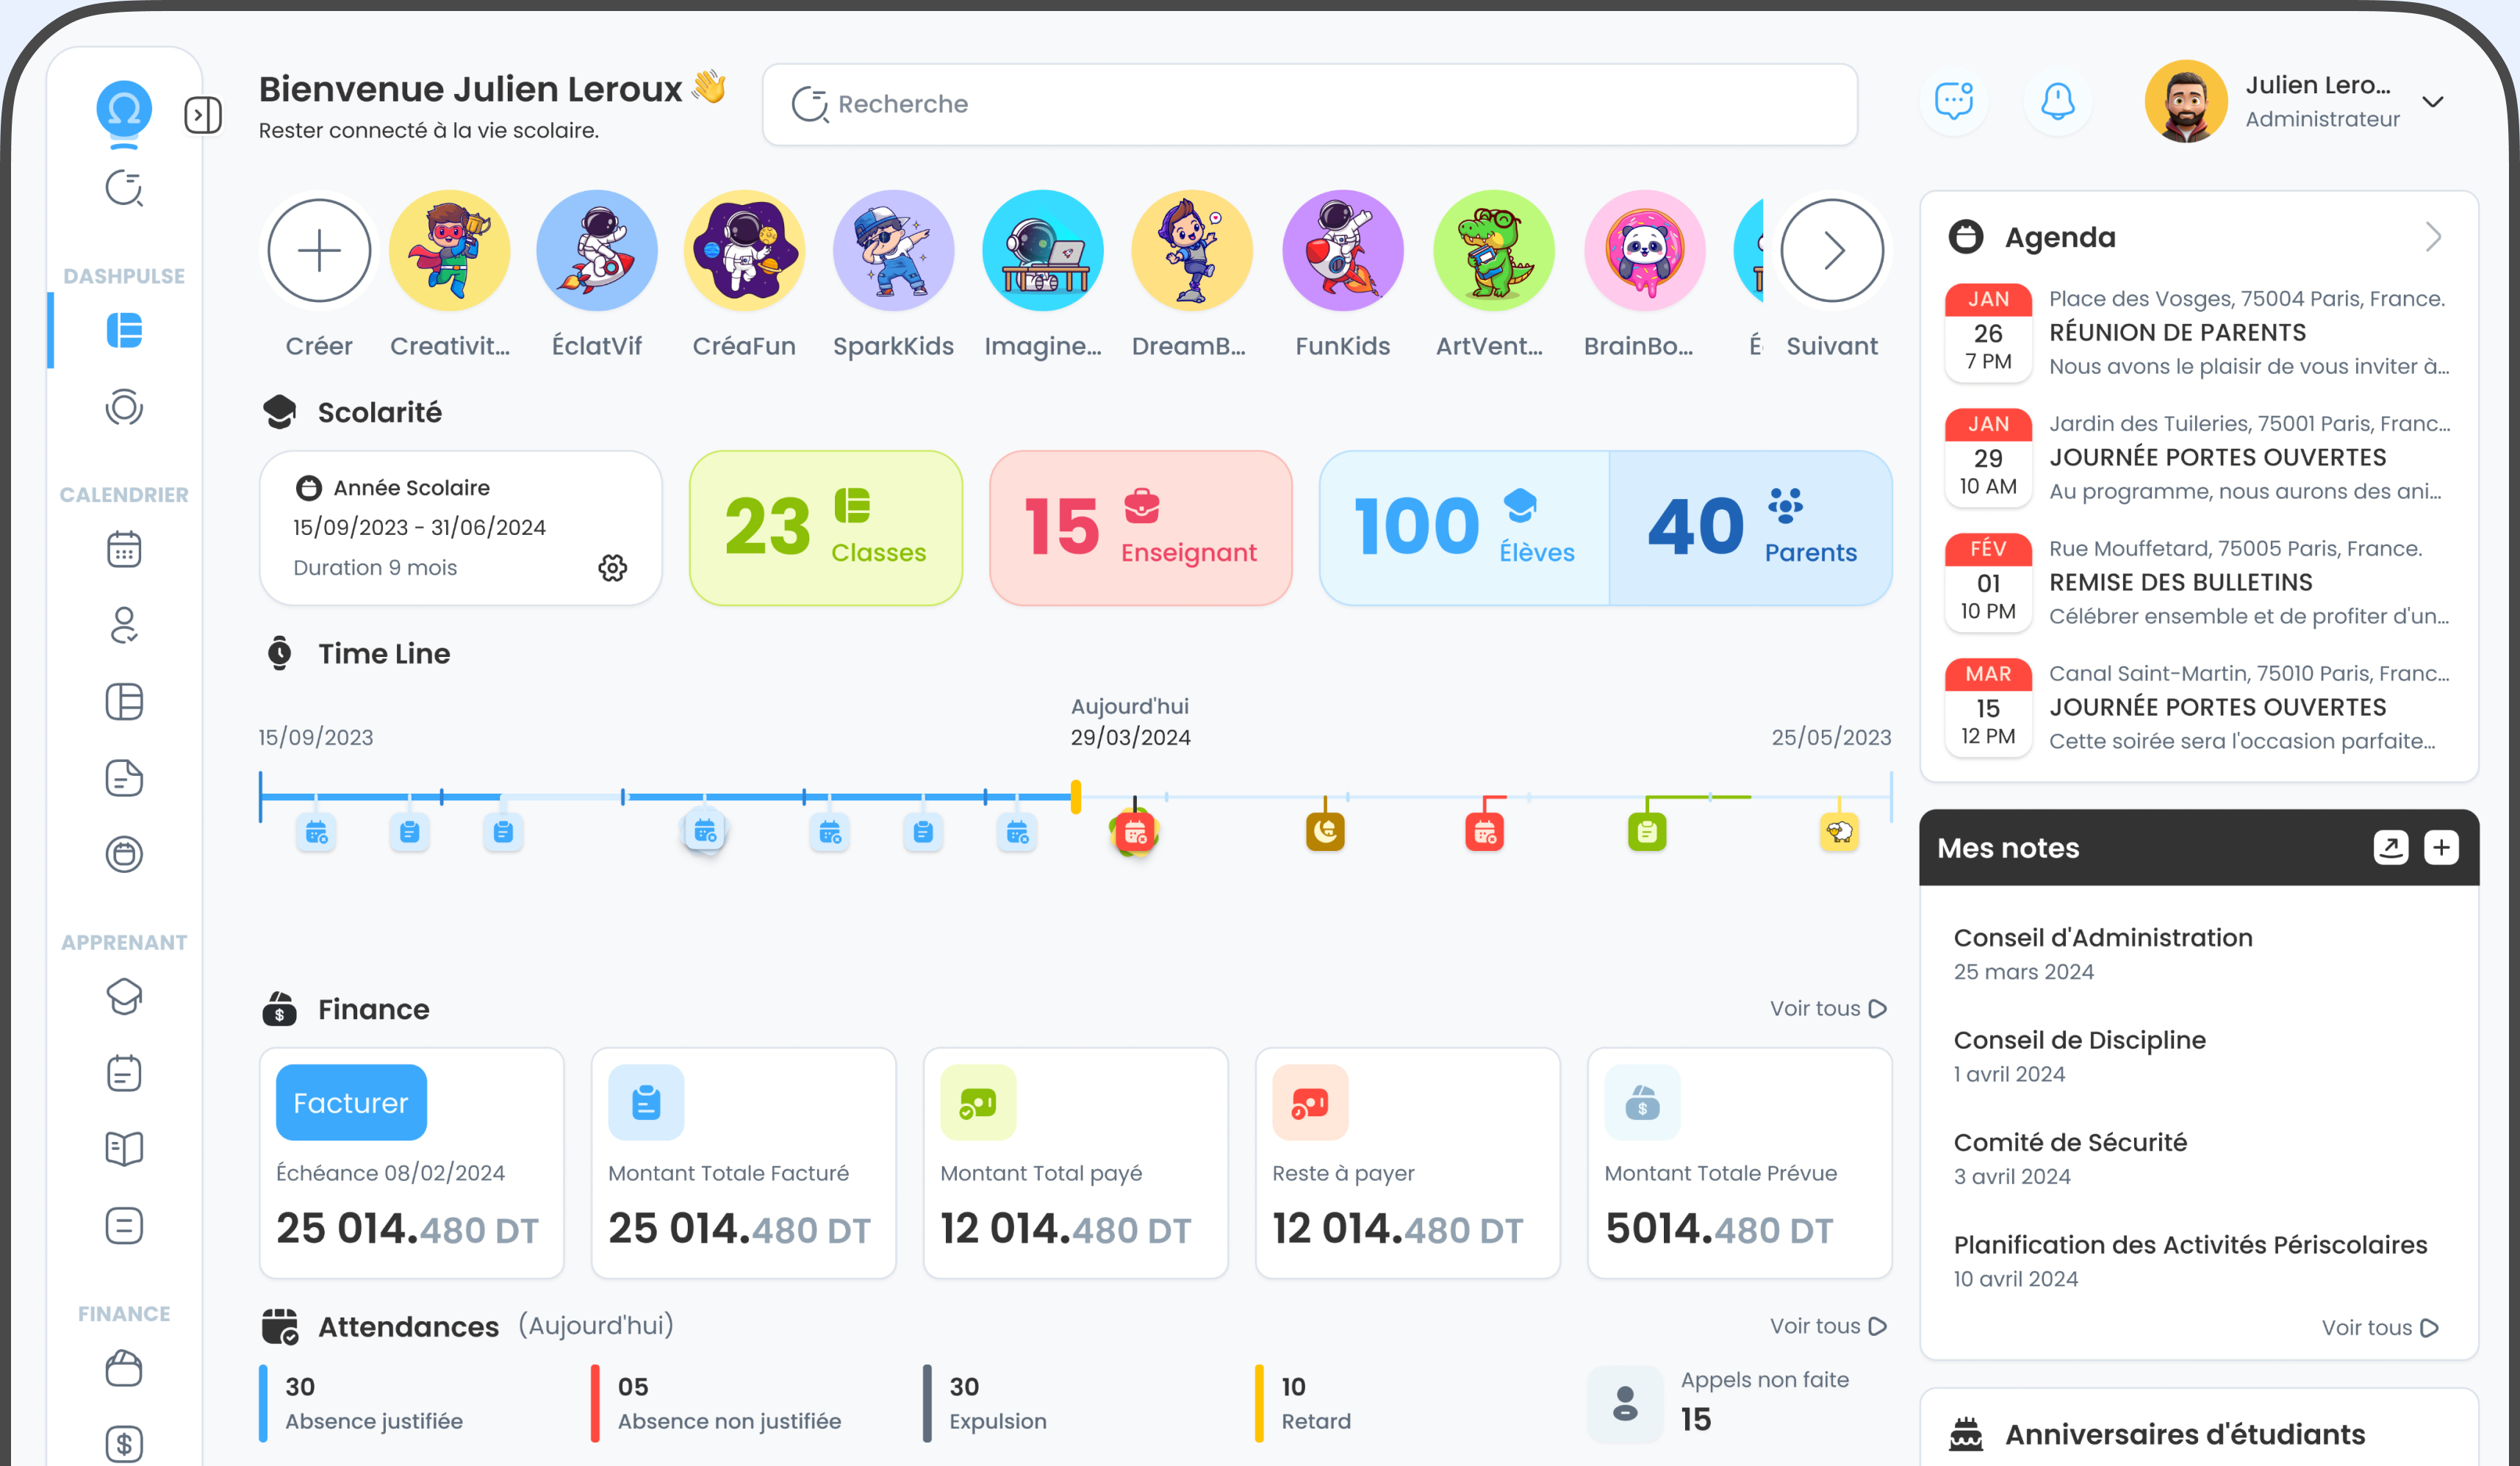 Bienvenue Julien Leroux
Rester connecté à la vie scolaire.
Recherche
Julien Lero...
Administrateur
DASHPULSE
CALENDRIER
APPRENANT
FINANCE
Créer
Creativit...
ÉclatVif
CréaFun
SparkKids
Imagine...
DreamB...
FunKids
ArtVent...
BrainBo...
Suivant
Scolarité
Année Scolaire
15/09/2023 - 31/06/2024
Duration 9 mois
23
Classes
15
Enseignant
100
Élèves
40
Parents
Time Line
15/09/2023
Aujourd'hui
29/03/2024
25/05/2023
Finance
Voir tous
Facturer
Échéance 08/02/2024
25 014.480 DT
Montant Totale Facturé
25 014.480 DT
Montant Total payé
12 014.480 DT
Reste à payer
12 014.480 DT
Montant Totale Prévue
5014.480 DT
Attendances (Aujourd'hui)
Voir tous
30
Absence justifiée
05
Absence non justifiée
30
Expulsion
10
Retard
Appels non faite
15
Agenda
JAN
26
7 PM
Place des Vosges, 75004 Paris, France.
RÉUNION DE PARENTS
Nous avons le plaisir de vous inviter à...
JAN
29
10 AM
Jardin des Tuileries, 75001 Paris, Franc...
JOURNÉE PORTES OUVERTES
Au programme, nous aurons des ani...
FÉV
01
10 PM
Rue Mouffetard, 75005 Paris, France.
REMISE DES BULLETINS
Célébrer ensemble et de profiter d'un...
MAR
15
12 PM
Canal Saint-Martin, 75010 Paris, Franc...
JOURNÉE PORTES OUVERTES
Cette soirée sera l'occasion parfaite...
Mes notes
Conseil d'Administration
25 mars 2024
Conseil de Discipline
1 avril 2024
Comité de Sécurité
3 avril 2024
Planification des Activités Périscolaires
10 avril 2024
Voir tous
Anniversaires d'étudiants